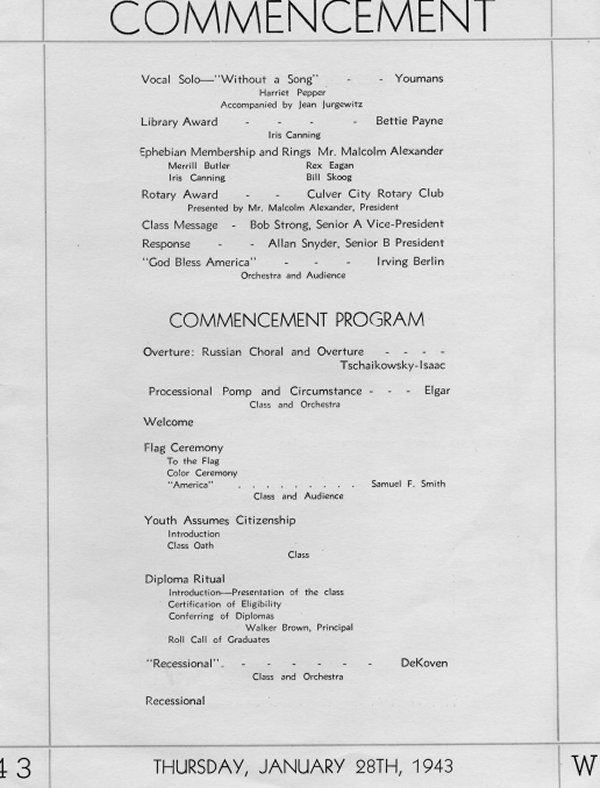 COMMENCEMENT
Vocal Solo—"Without a Song" - - Youmans
Harriet Pepper
Accompanied by Jean Jurgewitz
Library Award - - - - Bettie Payne
Iris Canning
Ephebian Membership and Rings Mr. Malcolm Alexander
Merrill Butler Rex Eagan
Iris Canning Bill Skoog
Rotary Award - - Culver City Rotary Club
Presented by Mr. Malcolm Alexander, President
Class Message - Bob Strong, Senior A Vice-President
Response - - Allan Snyder, Senior B President
"God Bless America" - - - Irving Berlin
Orchestra and Audience
COMMENCEMENT PROGRAM
Overture: Russian Choral and Overture - - - -
Tschaikowsky-Isaac
Processional Pomp and Circumstance - - - Elgar
Class and Orchestra
Welcome
Flag Ceremony
To the Flag
Color Ceremony
"America" . . . . . . . . . Samuel F. Smith
Class and Audience
Youth Assumes Citizenship
Introduction
Class Oath
Class
Diploma Ritual
Introduction—Presentation of the class
Certification of Eligibility
Conferring of Diplomas
Walker Brown, Principal
Roll Call of Graduates
"Recessional" - - - - - - - DeKoven
Class and Orchestra
Recessional
43 THURSDAY, JANUARY 28TH, 1943 W